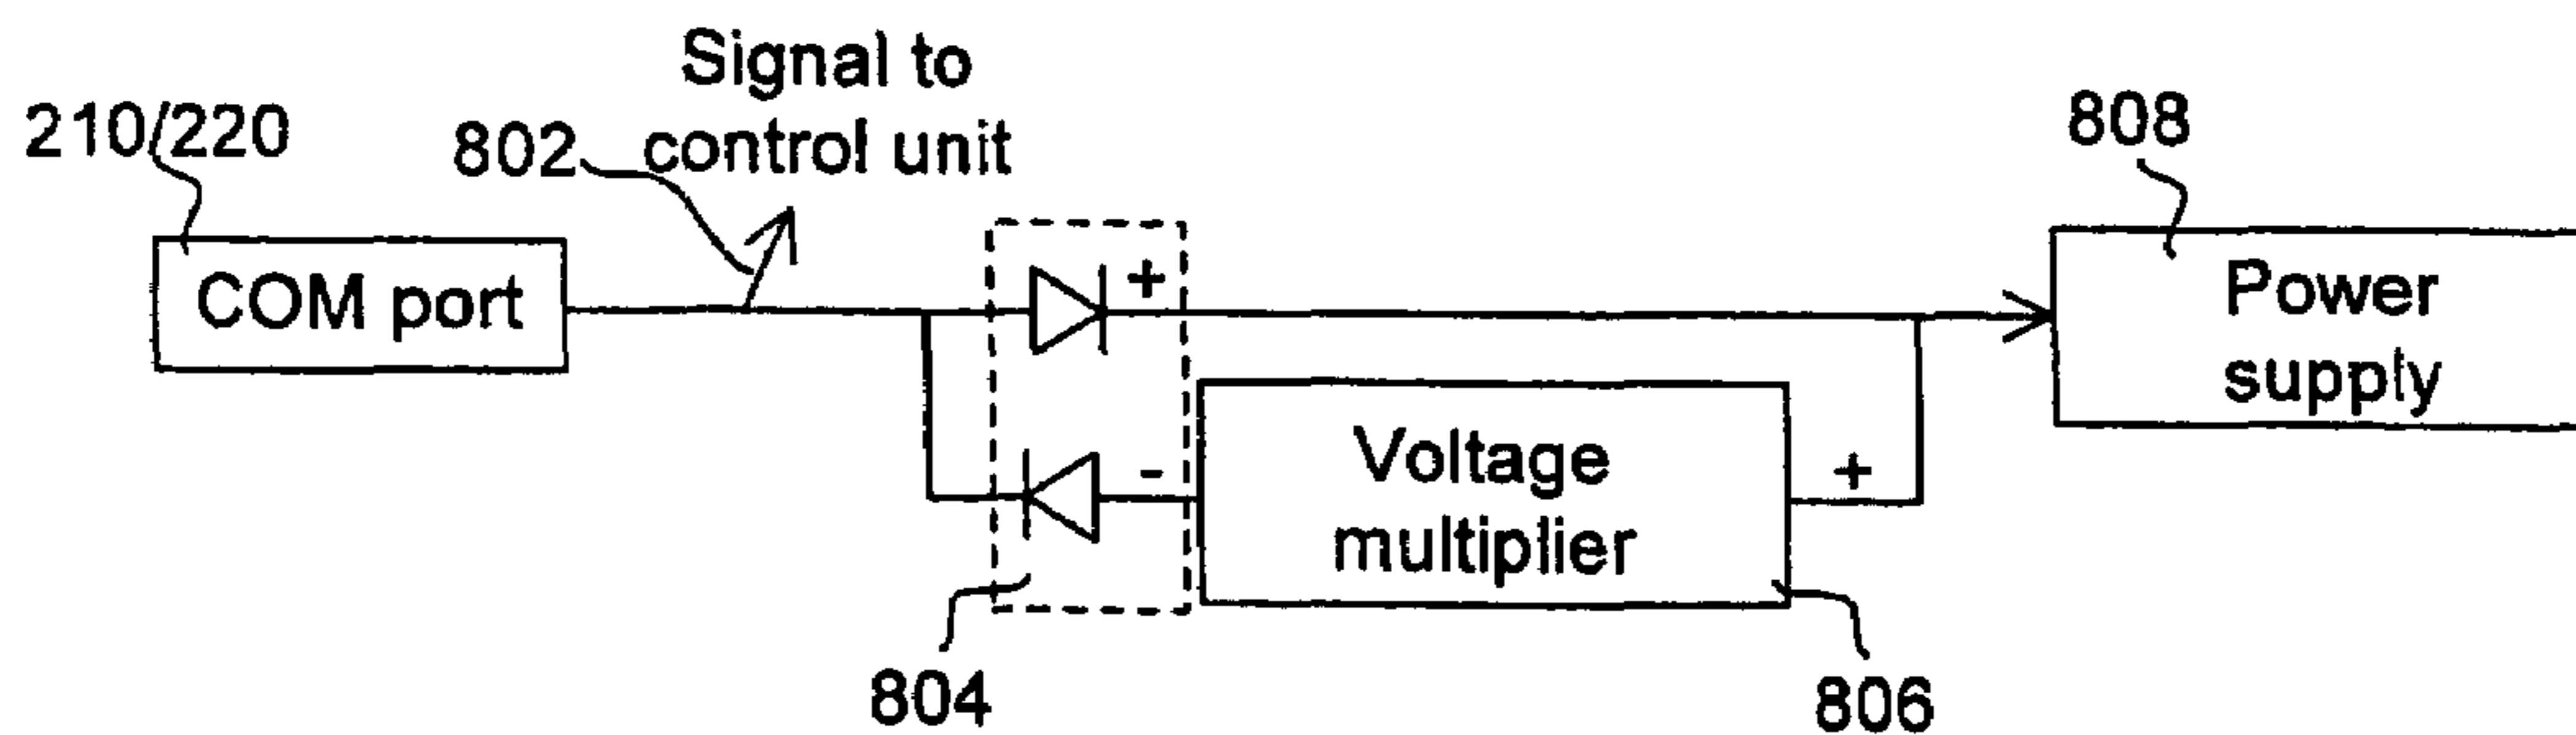 Signal to
control unit
210/220
802
808
COM port
+
Power
supply
-
Voltage
multiplier
+
804
806